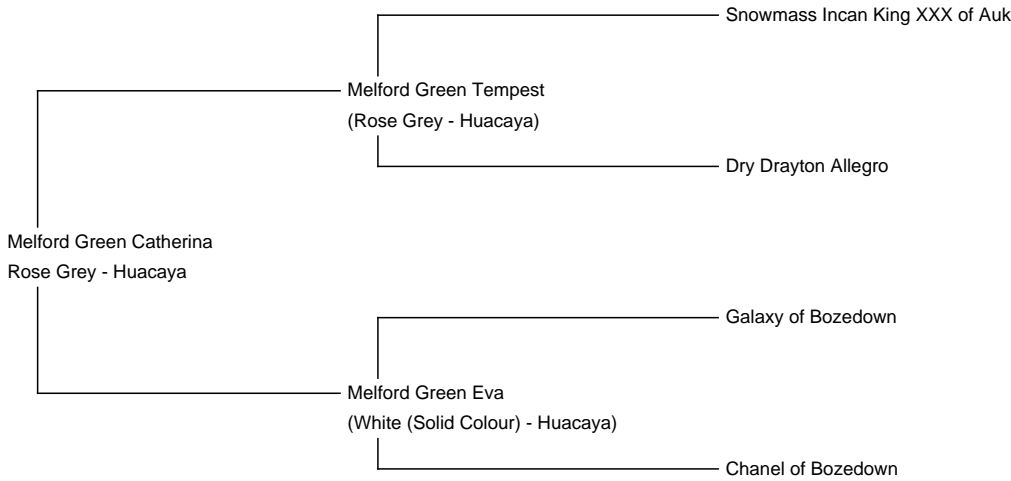 Snowmass Incan King XXX of Auk
Melford Green Tempest
(Rose Grey - Huacaya)
Dry Drayton Allegro
Melford Green Catherina
Rose Grey - Huacaya
Galaxy of Bozedown
Melford Green Eva
(White (Solid Colour) - Huacaya)
Chanel of Bozedown